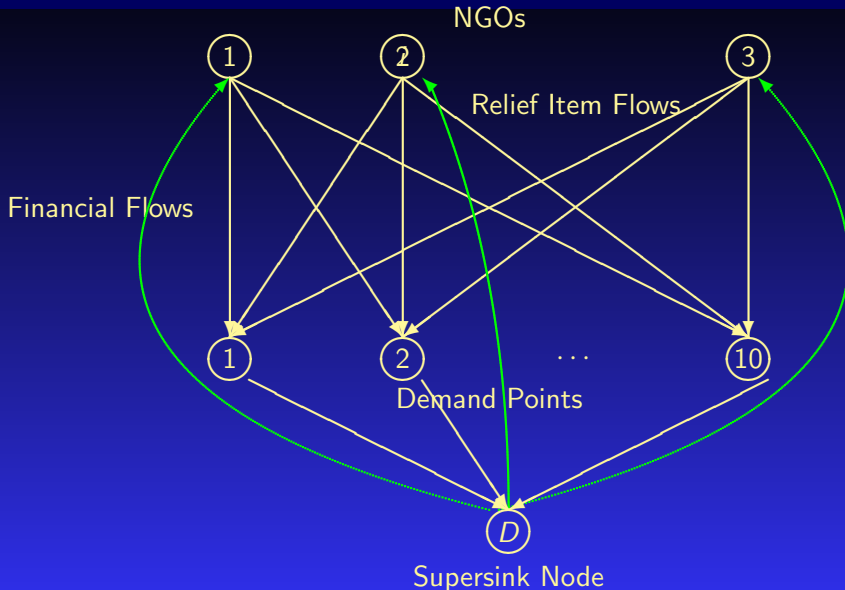 NGOs
1 2 3
Relief Item Flows
Financial Flows
1 2 ... 10
Demand Points
D
Supersink Node